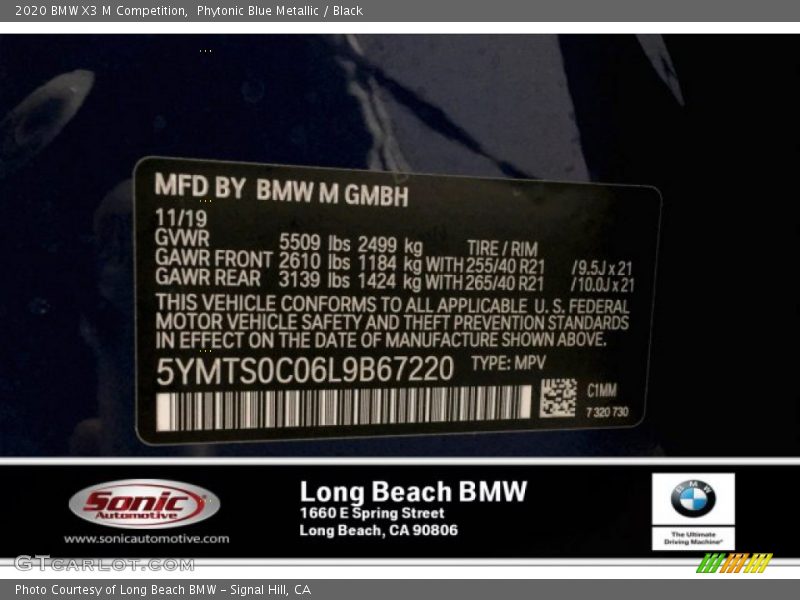 2020 BMW X3 M Competition,  Phytonic Blue Metallic / Black
MFD BY BMW M GMBH
11/19
GVWR 5509 lbs 2499 kg TIRE / RIM
GAWR FRONT 2610 lbs 1184 kg WITH 255/40 R21 /9.5J x 21
GAWR REAR 3139 lbs 1424 kg WITH 265/40 R21 /10.0J x 21
THIS VEHICLE CONFORMS TO ALL APPLICABLE U. S. FEDERAL
MOTOR VEHICLE SAFETY AND THEFT PREVENTION STANDARDS
IN EFFECT ON THE DATE OF MANUFACTURE SHOWN ABOVE.
5YMTS0C06L9B67220 TYPE: MPV
C1MM
7 320 730
Sonic
Automotive
www.sonicautomotive.com
Long Beach BMW
1660 E Spring Street
Long Beach, CA 90806
BMW
The Ultimate
Driving Machine®
GTCarLot.com
Photo Courtesy of Long Beach BMW – Signal Hill, CA